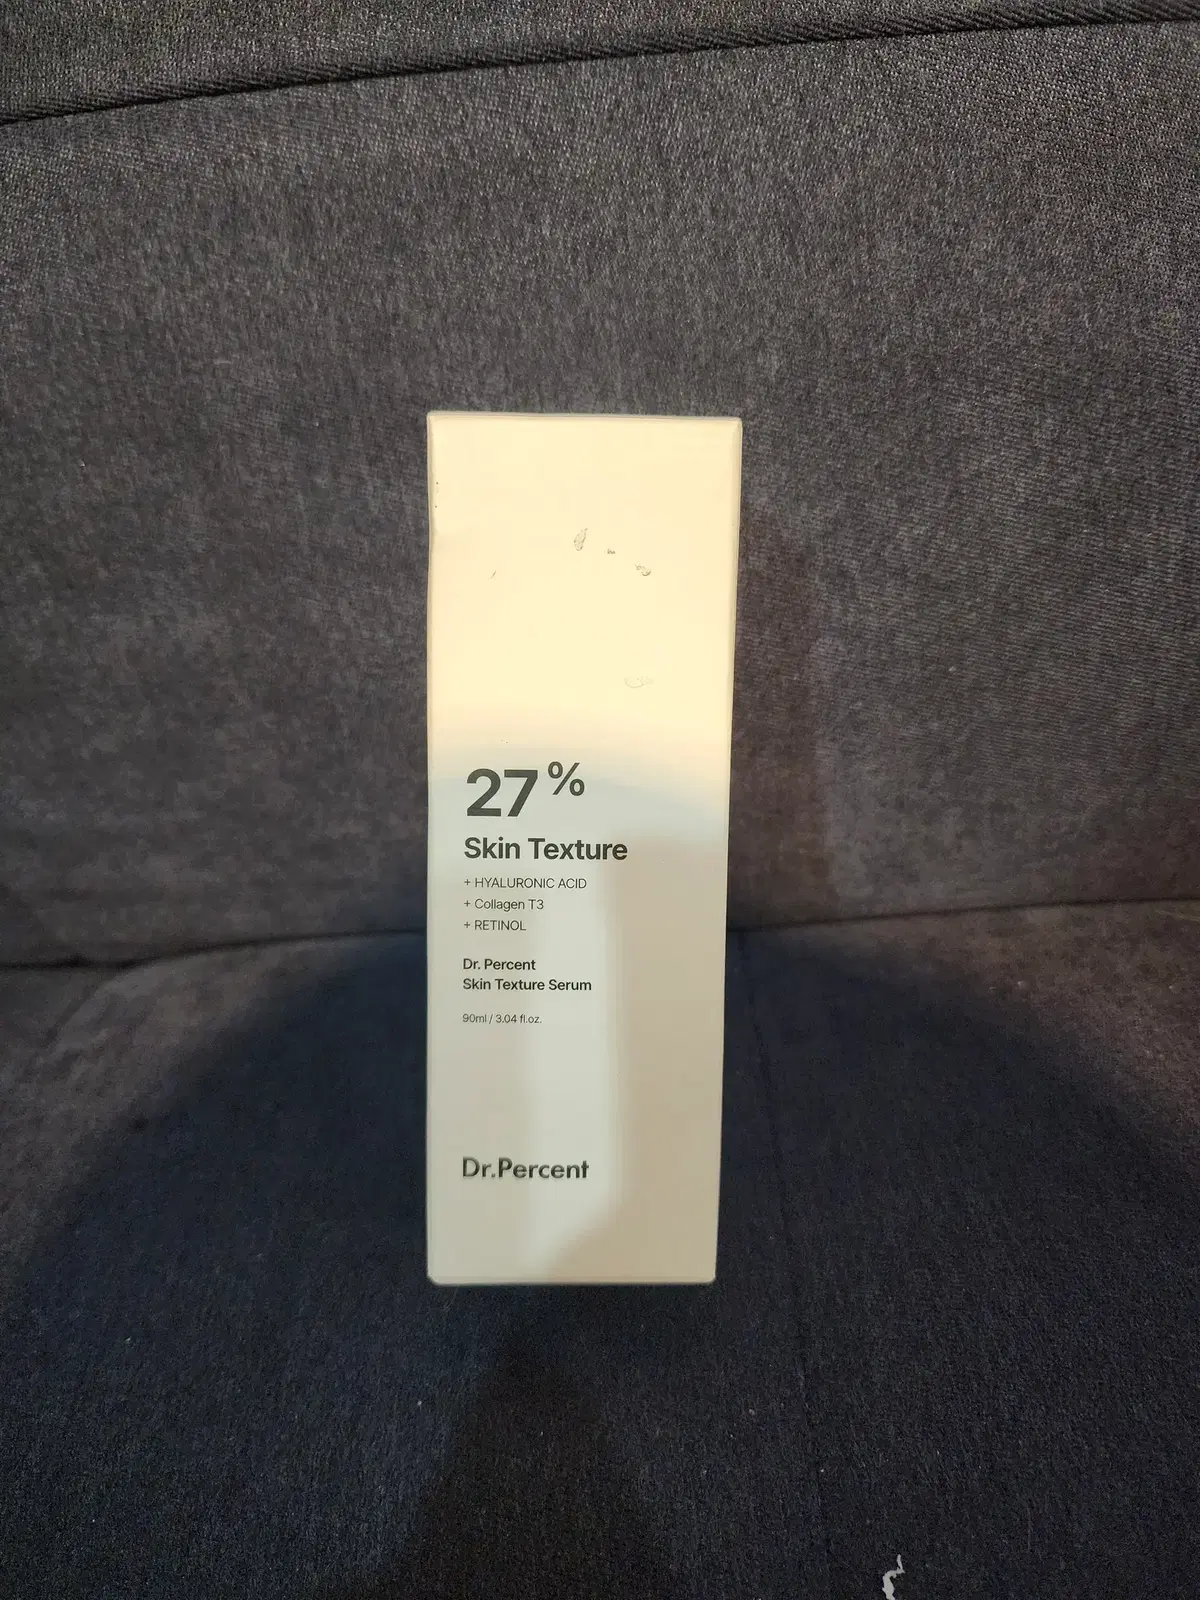 27%
Skin Texture
+ HYALURONIC ACID
+ Collagen T3
+ RETINOL
Dr. Percent
Skin Texture Serum
90ml / 3.04 fl.oz.
Dr.Percent